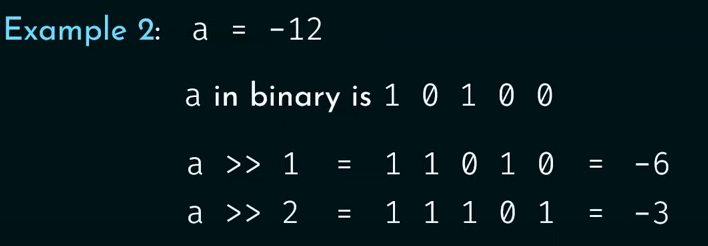 Example 2: a = -12
a in binary is 1 0 1 0 0
a >> 1 = 1 1 0 1 0 = -6
a >> 2 = 1 1 1 0 1 = -3